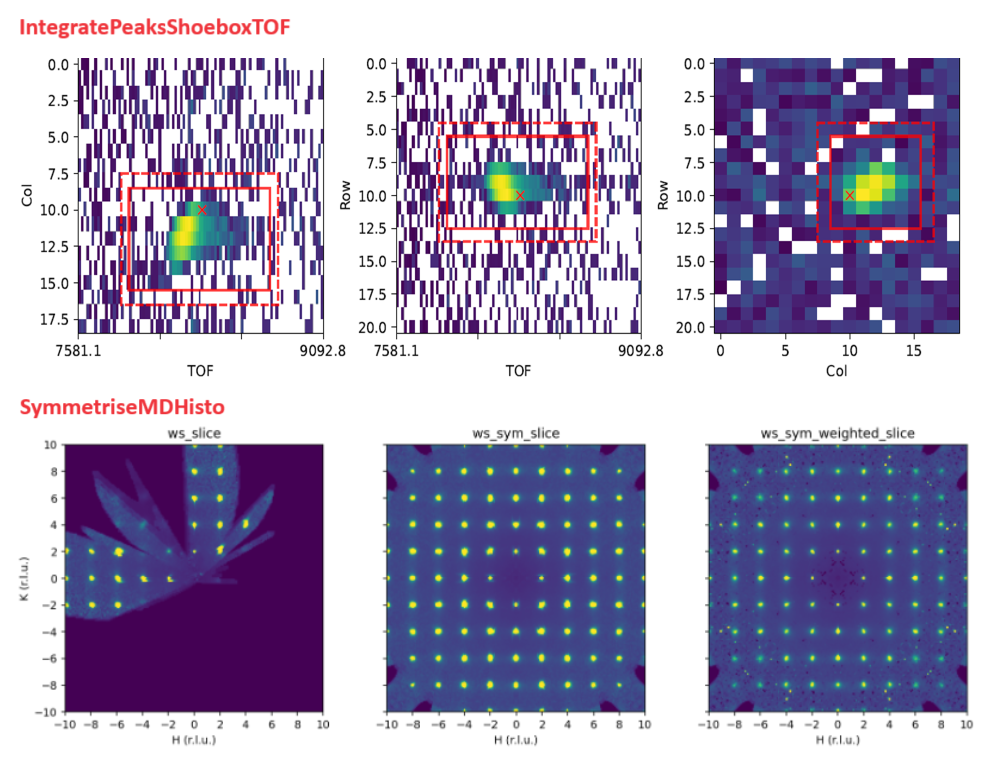 IntegratePeaksShoeboxTOF
0.0
2.5
5.0
7.5
10.0
12.5
15.0
17.5
Col
7581.1
9092.8
TOF
0.0
2.5
5.0
7.5
10.0
12.5
15.0
17.5
20.0
Row
7581.1
9092.8
TOF
0.0
2.5
5.0
7.5
10.0
12.5
15.0
17.5
20.0
Row
0 5 10 15
Col
SymmetriseMDHisto
ws_slice
10
8
6
4
2
0
−2
−4
−6
−8
−10
K (r.l.u.)
−10 −8 −6 −4 −2 0 2 4 6 8 10
H (r.l.u.)
ws_sym_slice
−10 −8 −6 −4 −2 0 2 4 6 8 10
H (r.l.u.)
ws_sym_weighted_slice
−10 −8 −6 −4 −2 0 2 4 6 8 10
H (r.l.u.)